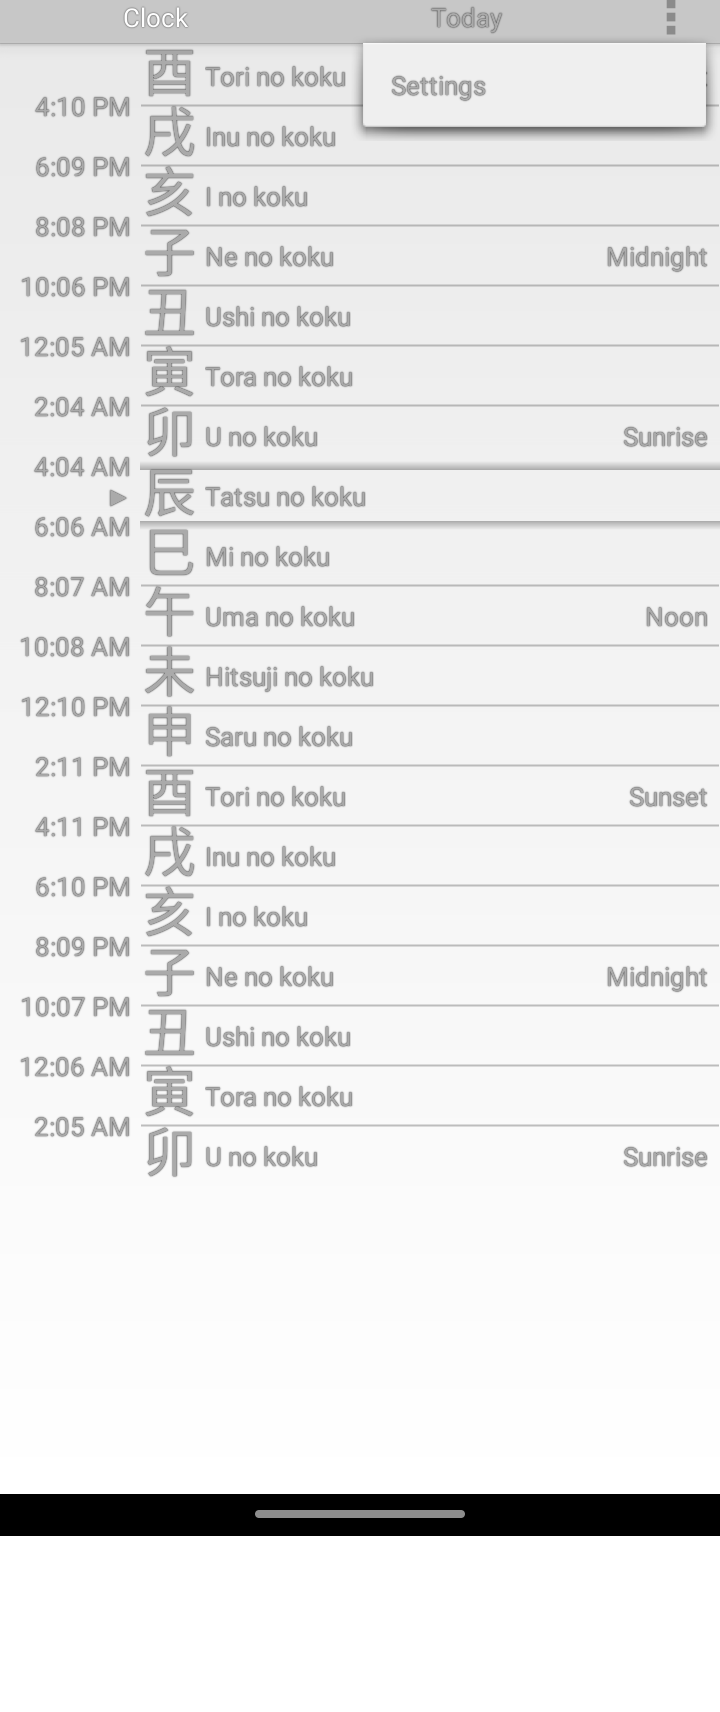 Clock Today
酉 Tori no koku
Settings
4:10 PM
戌 Inu no koku
6:09 PM
亥 I no koku
8:08 PM
子 Ne no koku Midnight
10:06 PM
丑 Ushi no koku
12:05 AM
寅 Tora no koku
2:04 AM
卯 U no koku Sunrise
4:04 AM
辰 Tatsu no koku
6:06 AM
巳 Mi no koku
8:07 AM
午 Uma no koku Noon
10:08 AM
未 Hitsuji no koku
12:10 PM
申 Saru no koku
2:11 PM
酉 Tori no koku Sunset
4:11 PM
戌 Inu no koku
6:10 PM
亥 I no koku
8:09 PM
子 Ne no koku Midnight
10:07 PM
丑 Ushi no koku
12:06 AM
寅 Tora no koku
2:05 AM
卯 U no koku Sunrise